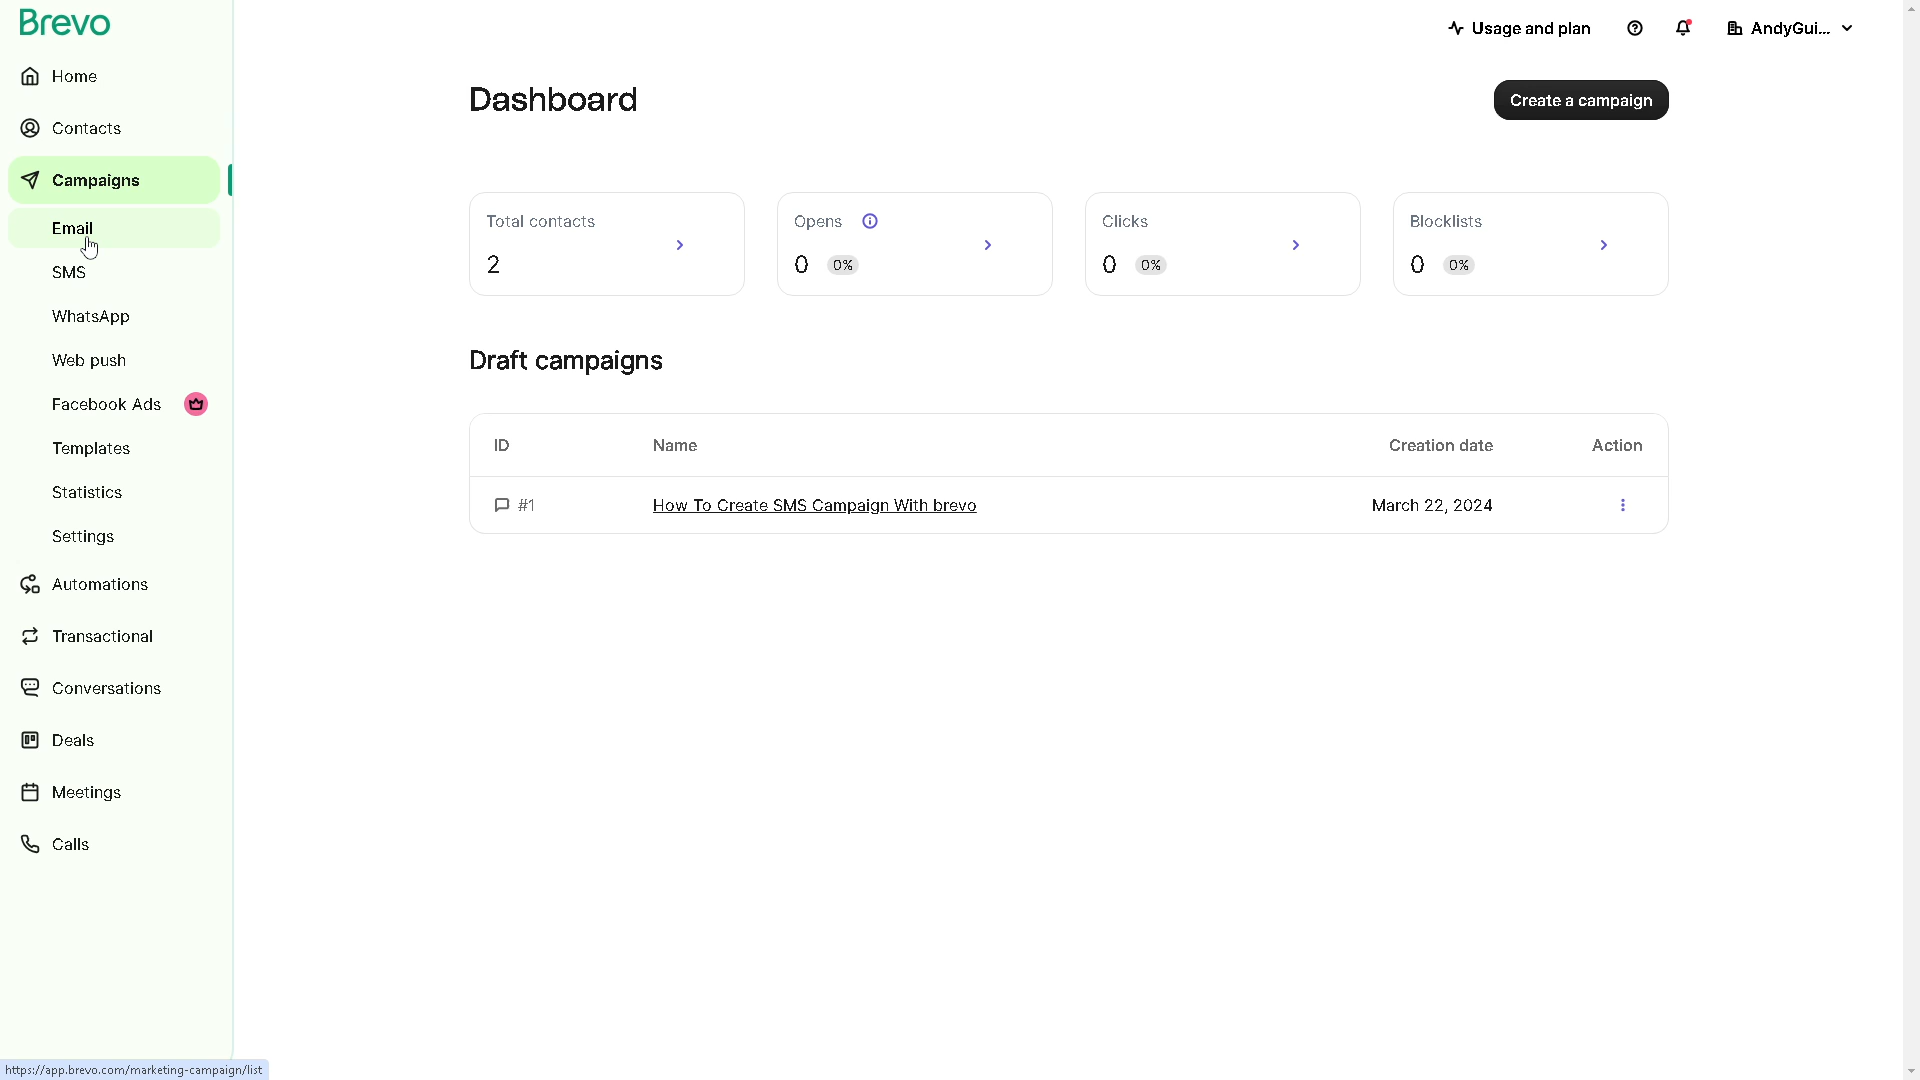 Brevo
Usage and plan
AndyGui...
Home
Contacts
Campaigns
Email
SMS
WhatsApp
Web push
Facebook Ads
Templates
Statistics
Settings
Automations
Transactional
Conversations
Deals
Meetings
Calls
Dashboard
Create a campaign
Total contacts
2
Opens
0 0%
Clicks
0 0%
Blocklists
0 0%
Draft campaigns
ID Name Creation date Action
#1 How To Create SMS Campaign With brevo March 22, 2024
https://app.brevo.com/marketing-campaign/list